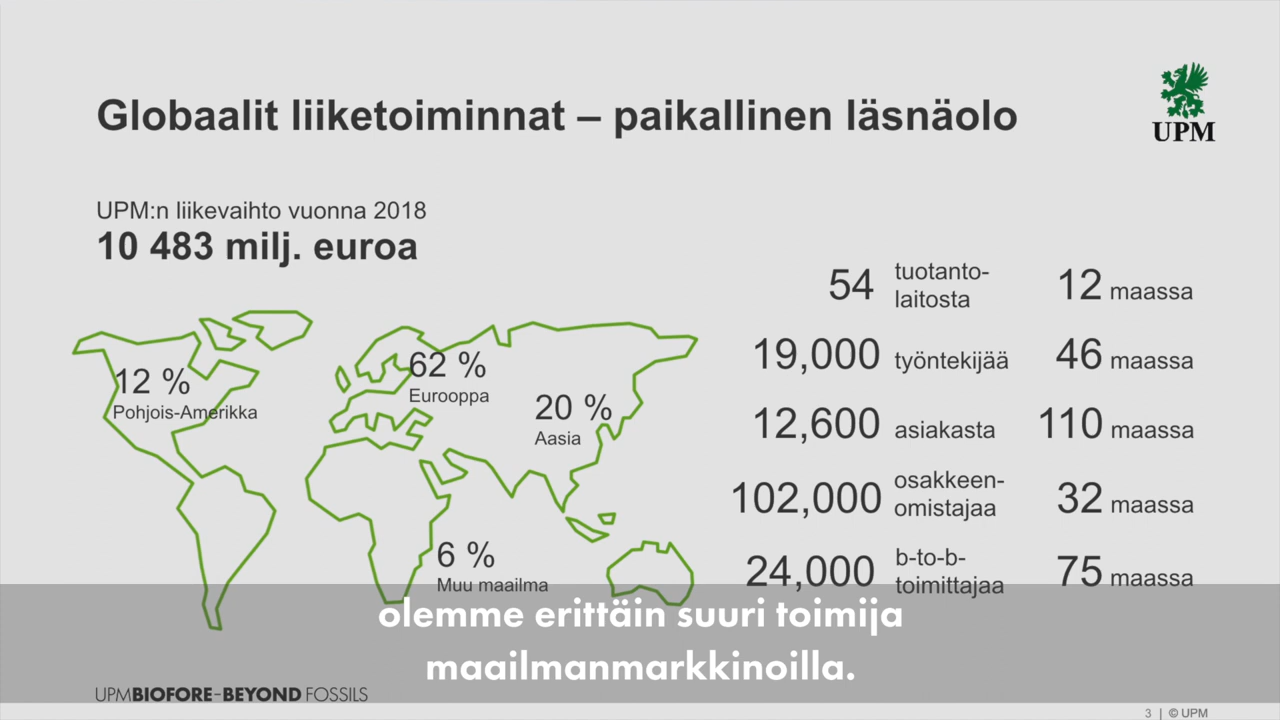 Globaalit liiketoiminnat – paikallinen läsnäolo
UPM
UPM:n liikevaihto vuonna 2018
10 483 milj. euroa
12 %
Pohjois-Amerikka
62 %
Eurooppa
20 %
Aasia
6 %
Muu maailma
54 tuotanto-
laitosta 12 maassa
19,000 työntekijää 46 maassa
12,600 asiakasta 110 maassa
102,000 osakkeen-
omistajaa 32 maassa
24,000 b-to-b-
toimittajaa 75 maassa
olemme erittäin suuri toimija
maailmanmarkkinoilla.
UPMBIOFORE–BEYOND FOSSILS
3 | © UPM